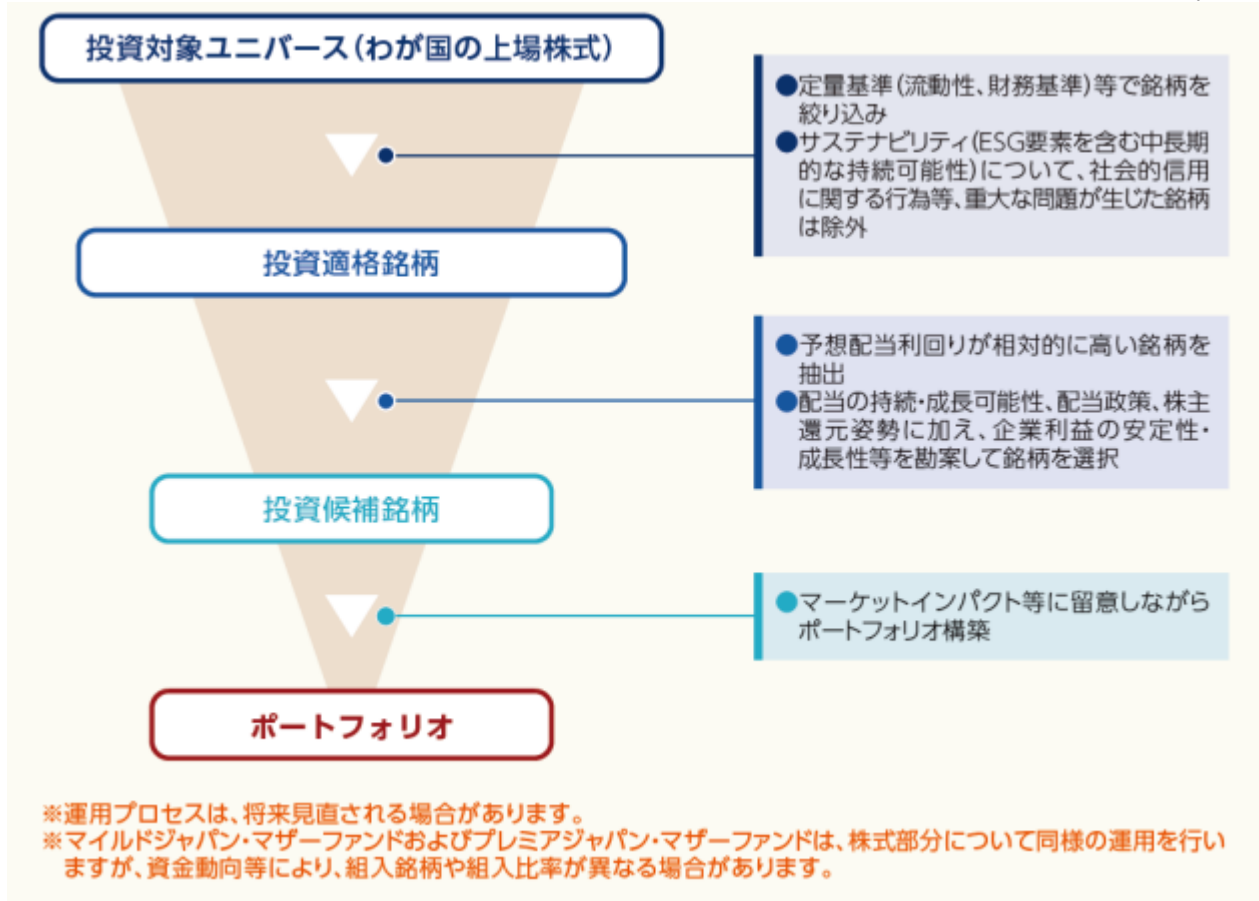 投資対象ユニバース(わが国の上場株式)
●定量基準(流動性、財務基準)等で銘柄を
絞り込み
●サステナビリティ(ESG要素を含む中長期
的な持続可能性)について、社会的信用
に関する行為等、重大な問題が生じた銘柄
は除外
投資適格銘柄
●予想配当利回りが相対的に高い銘柄を
抽出
●配当の持続・成長可能性、配当政策、株主
還元姿勢に加え、企業利益の安定性・
成長性等を勘案して銘柄を選択
投資候補銘柄
●マーケットインパクト等に留意しながら
ポートフォリオ構築
ポートフォリオ
※運用プロセスは、将来見直される場合があります。
※マイルドジャパン・マザーファンドおよびプレミアジャパン・マザーファンドは、株式部分について同様の運用を行い
ますが、資金動向等により、組入銘柄や組入比率が異なる場合があります。